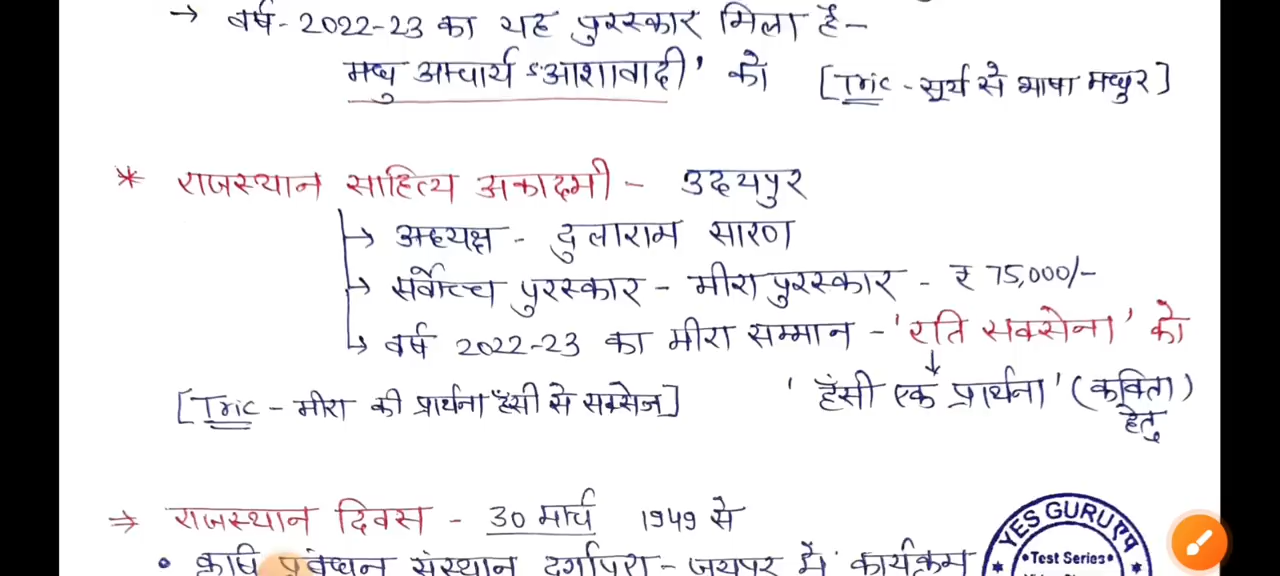 → वर्ष-2022-23 का यह पुरस्कार मिला है-
मधु आचार्य 'आशावादी' को [Tric - सूर्य से भाषा मधुर]
* राजस्थान साहित्य अकादमी - उदयपुर
→ अध्यक्ष - दुलाराम सारण
→ सर्वोच्च पुरस्कार - मीरा पुरस्कार - ₹ 75,000/-
→ वर्ष 2022-23 का मीरा सम्मान - 'रति सक्सेना' को
↓
[Tric - मीरा की प्रार्थना हँसी से सक्सेज] 'हँसी एक प्रार्थना' (कविता)
हेतु
⇒ राजस्थान दिवस - 30 मार्च 1949 से
• कृषि प्रबंधन संस्थान दुर्गापुरा - जयपुर में कार्यक्रम
YES GURU एप
*Test Series*